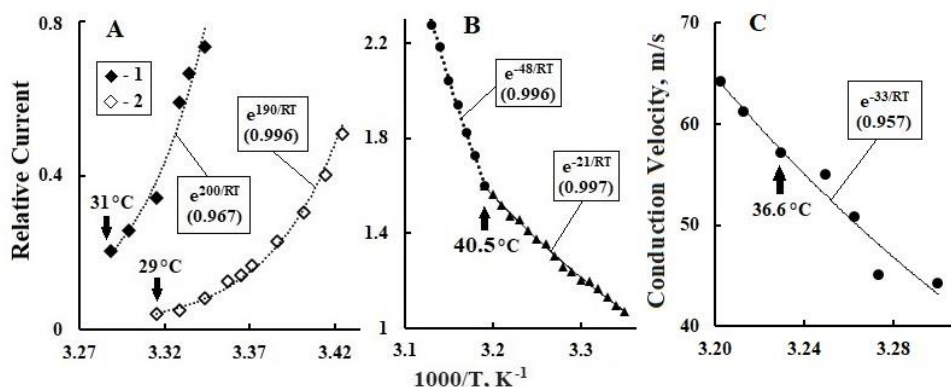 A
B
C
0.8
0.4
0
Relative Current
- 1
- 2
31°C
29°C
e^200/RT
(0.967)
e^190/RT
(0.996)
3.27
3.32
3.37
3.42
2.2
1.8
1.4
1
e^-48/RT
(0.996)
e^-21/RT
(0.997)
40.5°C
3.1
3.2
3.3
1000/T, K^-1
Conduction Velocity, m/s
70
60
50
40
e^-33/RT
(0.957)
36.6°C
3.20
3.24
3.28